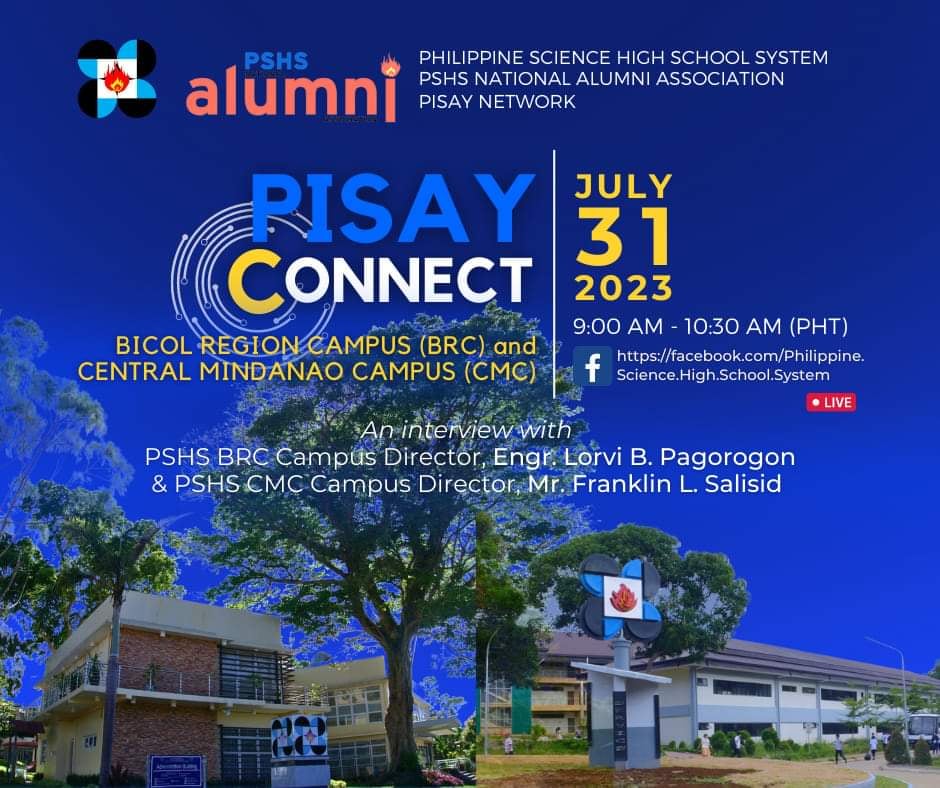 PSHS
alumni
PHILIPPINE SCIENCE HIGH SCHOOL SYSTEM
PSHS NATIONAL ALUMNI ASSOCIATION
PISAY NETWORK
PISAY
CONNECT
BICOL REGION CAMPUS (BRC) and
CENTRAL MINDANAO CAMPUS (CMC)
JULY
31
2023
9:00 AM - 10:30 AM (PHT)
https://facebook.com/Philippine.
Science.High.School.System
LIVE
An interview with
PSHS BRC Campus Director, Engr. Lorvi B. Pagorogon
& PSHS CMC Campus Director, Mr. Franklin L. Salisid